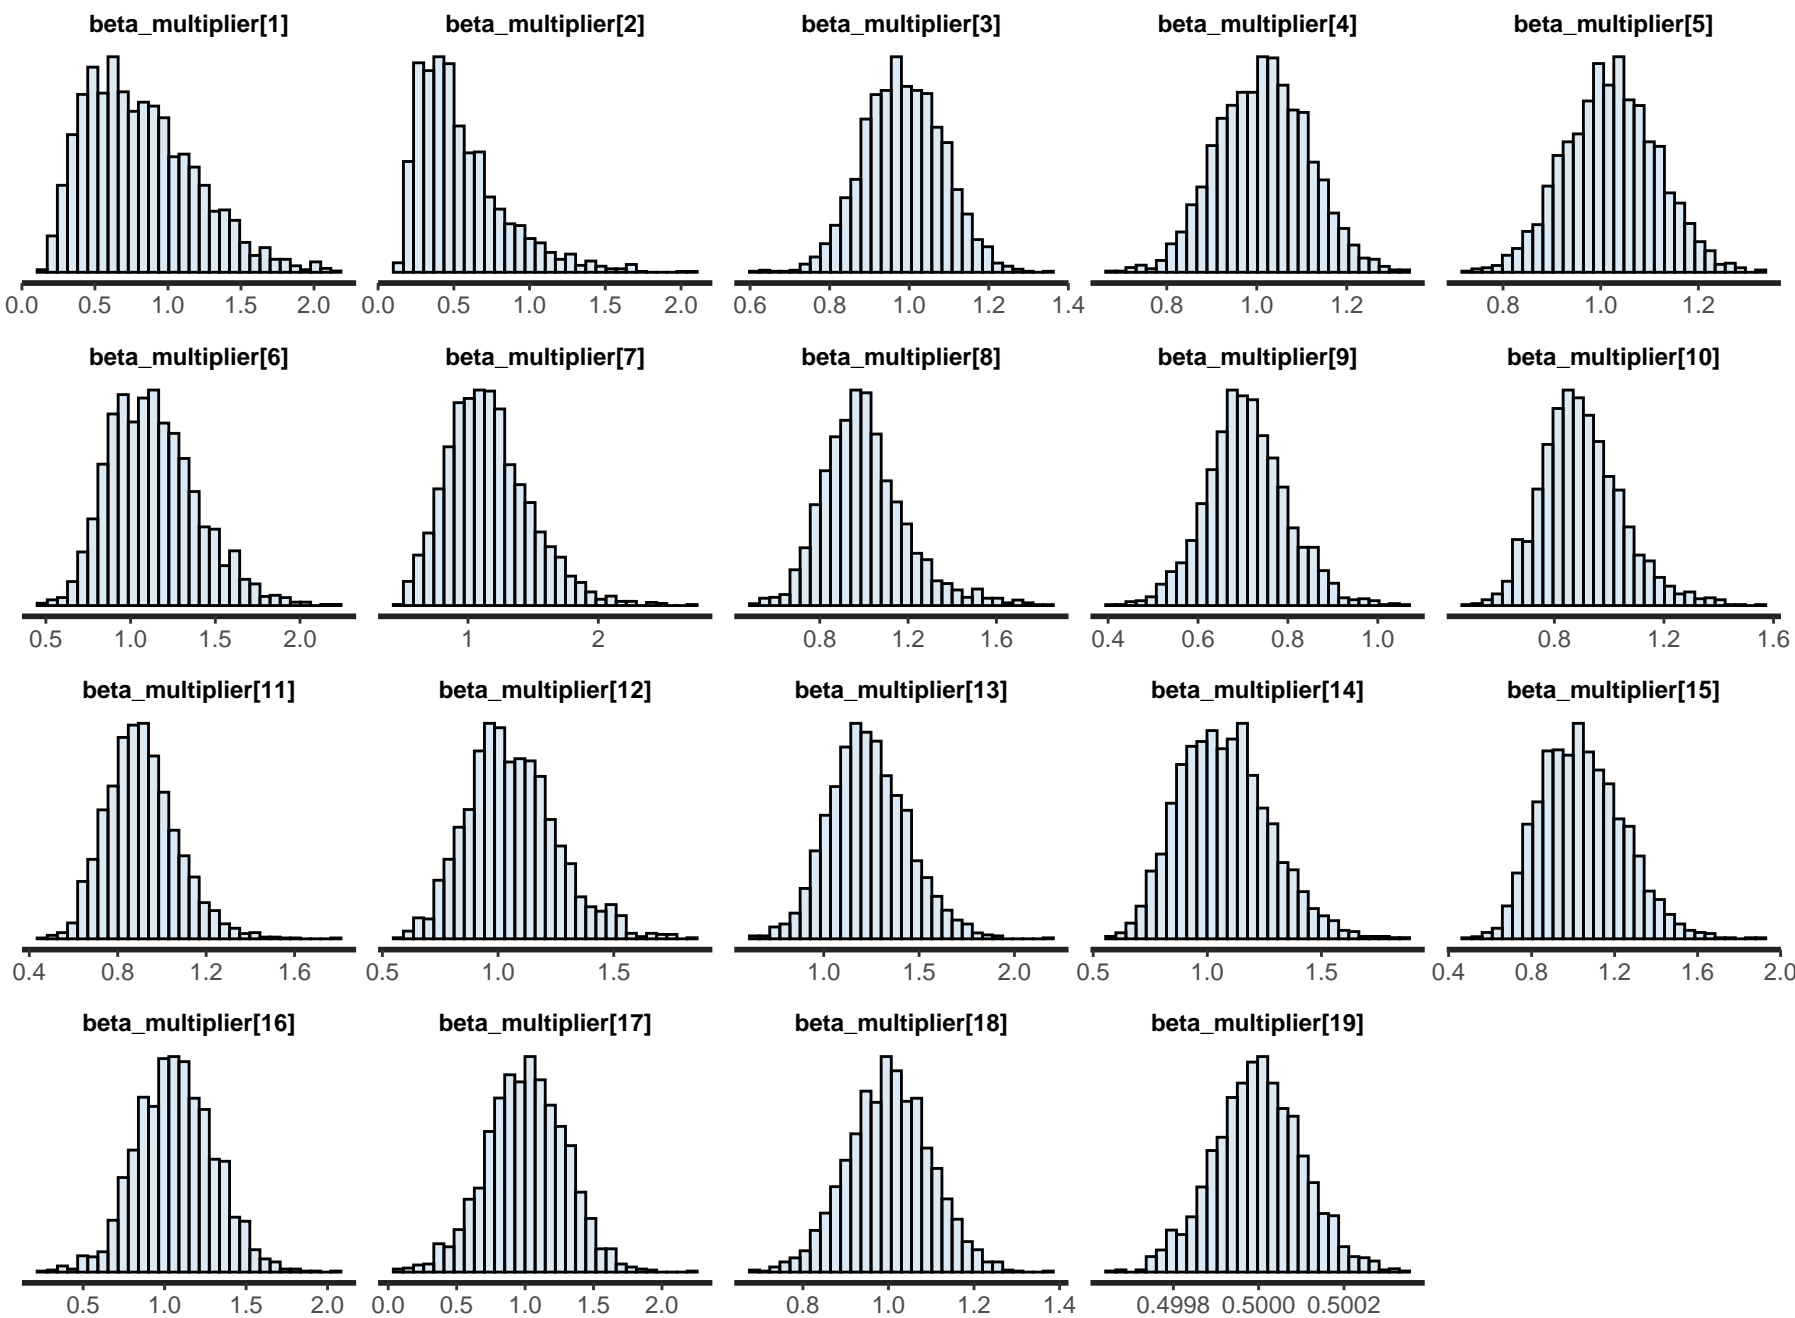 beta_multiplier[1] beta_multiplier[2] beta_multiplier[3] beta_multiplier[4] beta_multiplier[5]
0.0 0.5 1.0 1.5 2.0 0.0 0.5 1.0 1.5 2.0 0.6 0.8 1.0 1.2 1.4 0.8 1.0 1.2 0.8 1.0 1.2
beta_multiplier[6] beta_multiplier[7] beta_multiplier[8] beta_multiplier[9] beta_multiplier[10]
0.5 1.0 1.5 2.0 1 2 0.8 1.2 1.6 0.4 0.6 0.8 1.0 0.8 1.2 1.6
beta_multiplier[11] beta_multiplier[12] beta_multiplier[13] beta_multiplier[14] beta_multiplier[15]
0.4 0.8 1.2 1.6 0.5 1.0 1.5 1.0 1.5 2.0 0.5 1.0 1.5 0.4 0.8 1.2 1.6 2.0
beta_multiplier[16] beta_multiplier[17] beta_multiplier[18] beta_multiplier[19]
0.5 1.0 1.5 2.0 0.0 0.5 1.0 1.5 2.0 0.8 1.0 1.2 1.4 0.4998 0.5000 0.5002